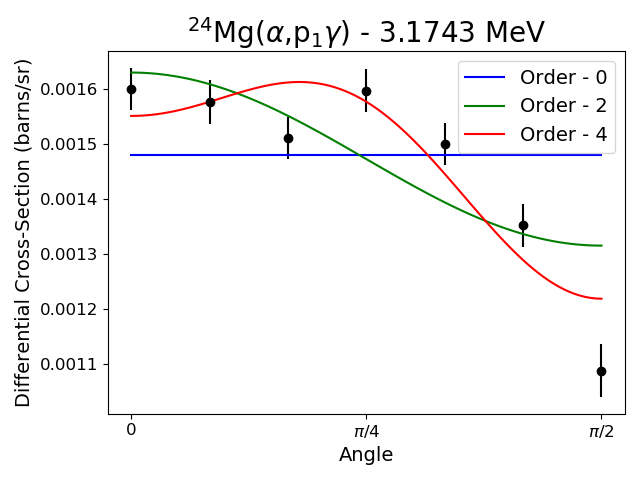 ²⁴Mg(α,p₁γ) - 3.1743 MeV
Differential Cross-Section (barns/sr)
0.0016
0.0015
0.0014
0.0013
0.0012
0.0011
Order - 0
Order - 2
Order - 4
0
π/4
π/2
Angle